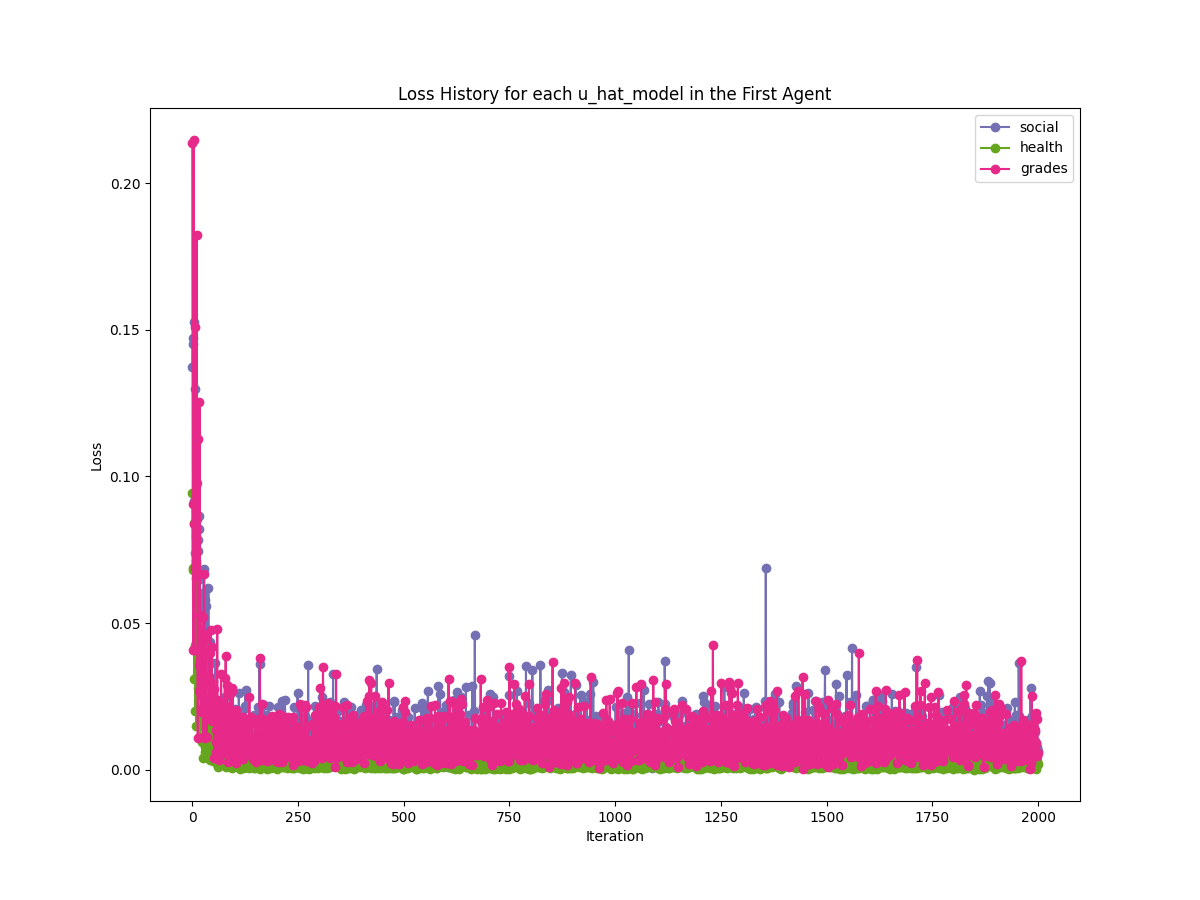 Loss History for each u_hat_model in the First Agent
social
health
grades
0.20
0.15
0.10
0.05
0.00
Loss
0 250 500 750 1000 1250 1500 1750 2000
Iteration